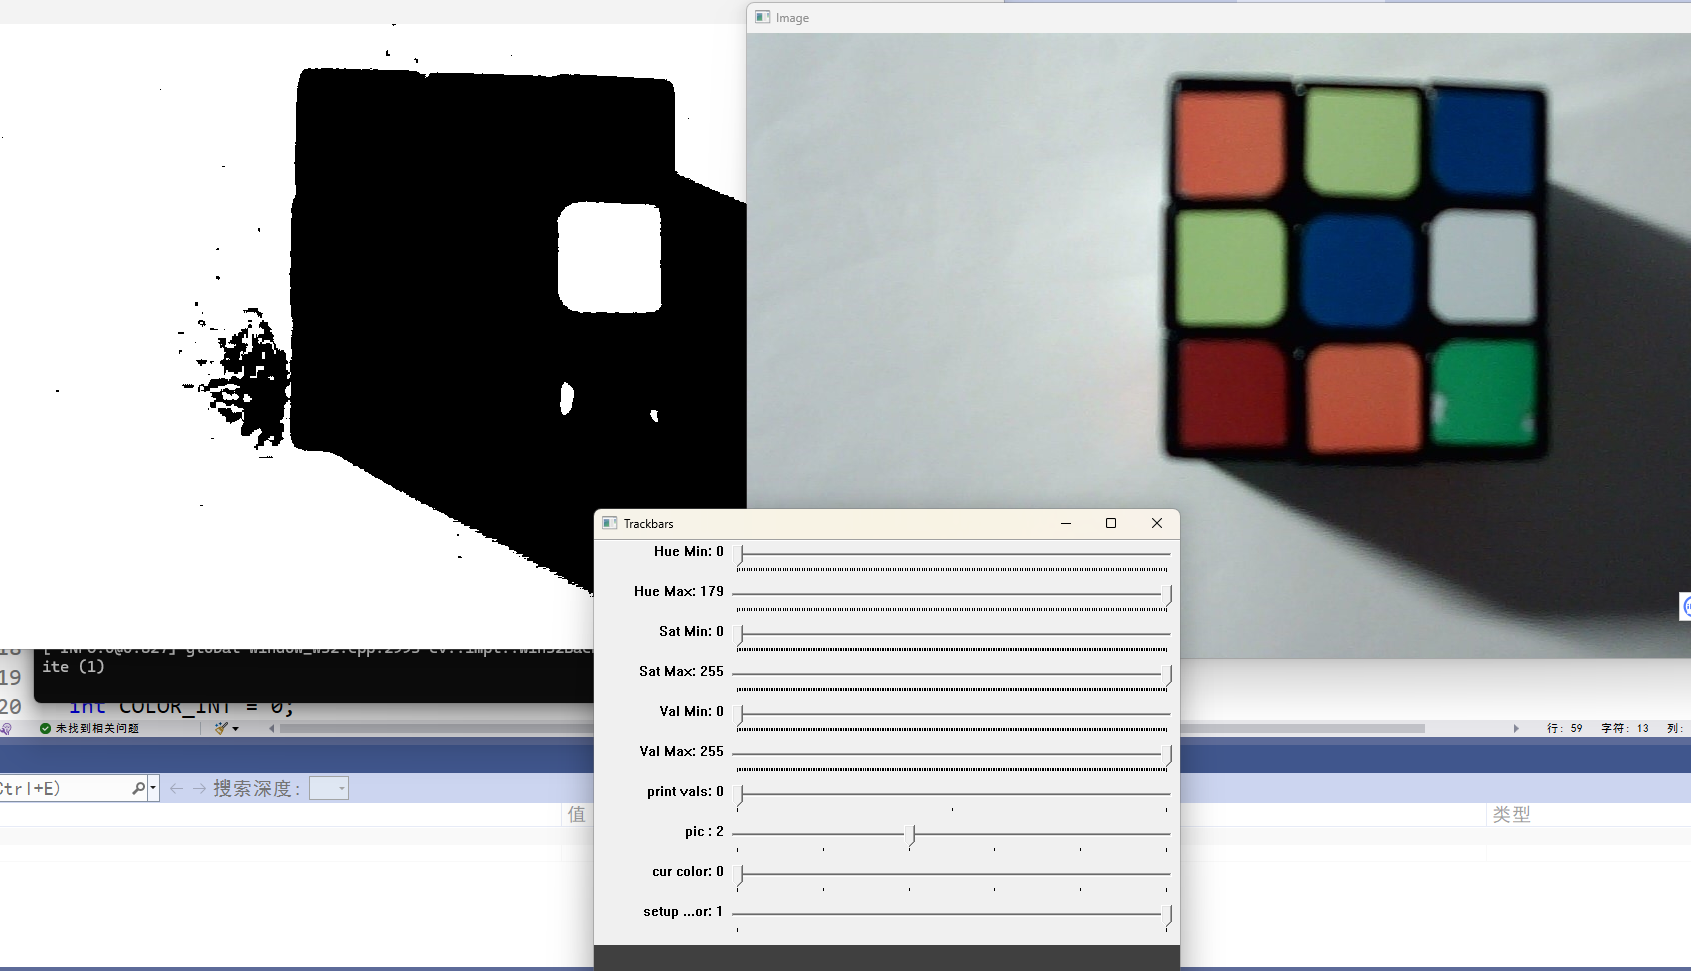 Image
Trackbars
Hue Min: 0
Hue Max: 179
Sat Min: 0
Sat Max: 255
Val Min: 0
Val Max: 255
print vals: 0
pic : 2
cur color: 0
setup ...or: 1
ite (1)
19
20
int COLOR_INT = 0;
未找到相关问题
行: 59
字符: 13
列:
Ctrl+E)
搜索深度:
值
类型